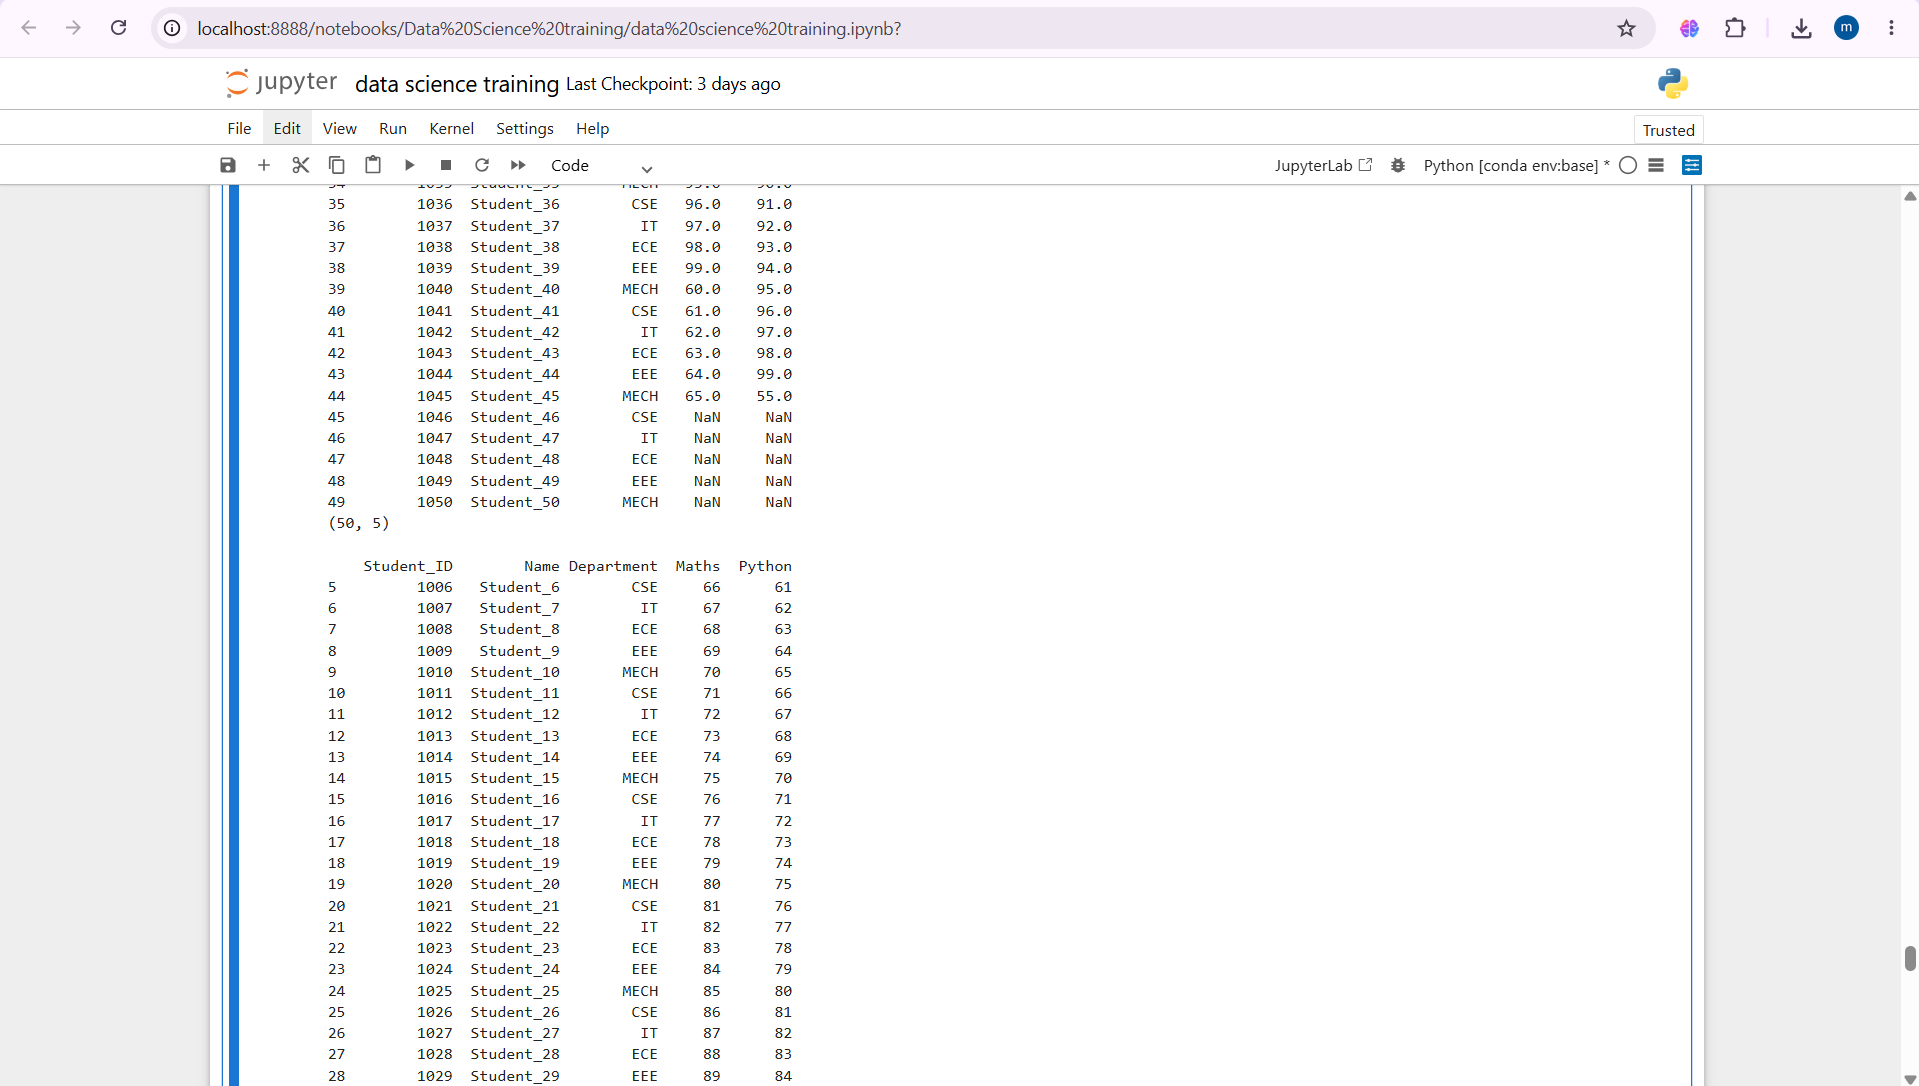 localhost:8888/notebooks/Data%20Science%20training/data%20science%20training.ipynb?
m
jupyter data science training Last Checkpoint: 3 days ago
File Edit View Run Kernel Settings Help
Trusted
Code
JupyterLab Python [conda env:base] *
35 1036 Student_36 CSE 96.0 91.0
36 1037 Student_37 IT 97.0 92.0
37 1038 Student_38 ECE 98.0 93.0
38 1039 Student_39 EEE 99.0 94.0
39 1040 Student_40 MECH 60.0 95.0
40 1041 Student_41 CSE 61.0 96.0
41 1042 Student_42 IT 62.0 97.0
42 1043 Student_43 ECE 63.0 98.0
43 1044 Student_44 EEE 64.0 99.0
44 1045 Student_45 MECH 65.0 55.0
45 1046 Student_46 CSE NaN NaN
46 1047 Student_47 IT NaN NaN
47 1048 Student_48 ECE NaN NaN
48 1049 Student_49 EEE NaN NaN
49 1050 Student_50 MECH NaN NaN
(50, 5)
Student_ID Name Department Maths Python
5 1006 Student_6 CSE 66 61
6 1007 Student_7 IT 67 62
7 1008 Student_8 ECE 68 63
8 1009 Student_9 EEE 69 64
9 1010 Student_10 MECH 70 65
10 1011 Student_11 CSE 71 66
11 1012 Student_12 IT 72 67
12 1013 Student_13 ECE 73 68
13 1014 Student_14 EEE 74 69
14 1015 Student_15 MECH 75 70
15 1016 Student_16 CSE 76 71
16 1017 Student_17 IT 77 72
17 1018 Student_18 ECE 78 73
18 1019 Student_19 EEE 79 74
19 1020 Student_20 MECH 80 75
20 1021 Student_21 CSE 81 76
21 1022 Student_22 IT 82 77
22 1023 Student_23 ECE 83 78
23 1024 Student_24 EEE 84 79
24 1025 Student_25 MECH 85 80
25 1026 Student_26 CSE 86 81
26 1027 Student_27 IT 87 82
27 1028 Student_28 ECE 88 83
28 1029 Student_29 EEE 89 84